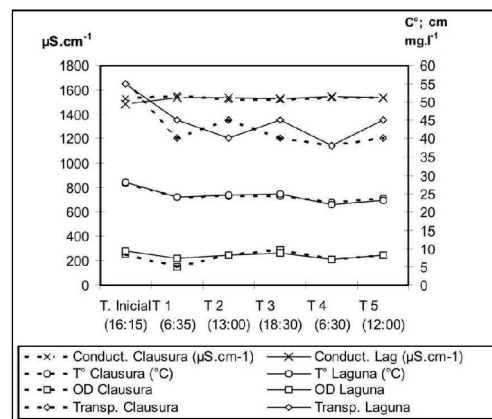 µS.cm-1
C°; cm
mg.l-1
1800
1600
1400
1200
1000
800
600
400
200
0
60
55
50
45
40
35
30
25
20
15
10
5
0
T. Inicial T 1 T 2 T 3 T 4 T 5
(16:15) (6:35) (13:00) (18:30) (6:30) (12:00)
Conduct. Clausura (µS.cm-1) Conduct. Lag (µS.cm-1)
T° Clausura (°C) T° Laguna (°C)
OD Clausura OD Laguna
Transp. Clausura Transp. Laguna